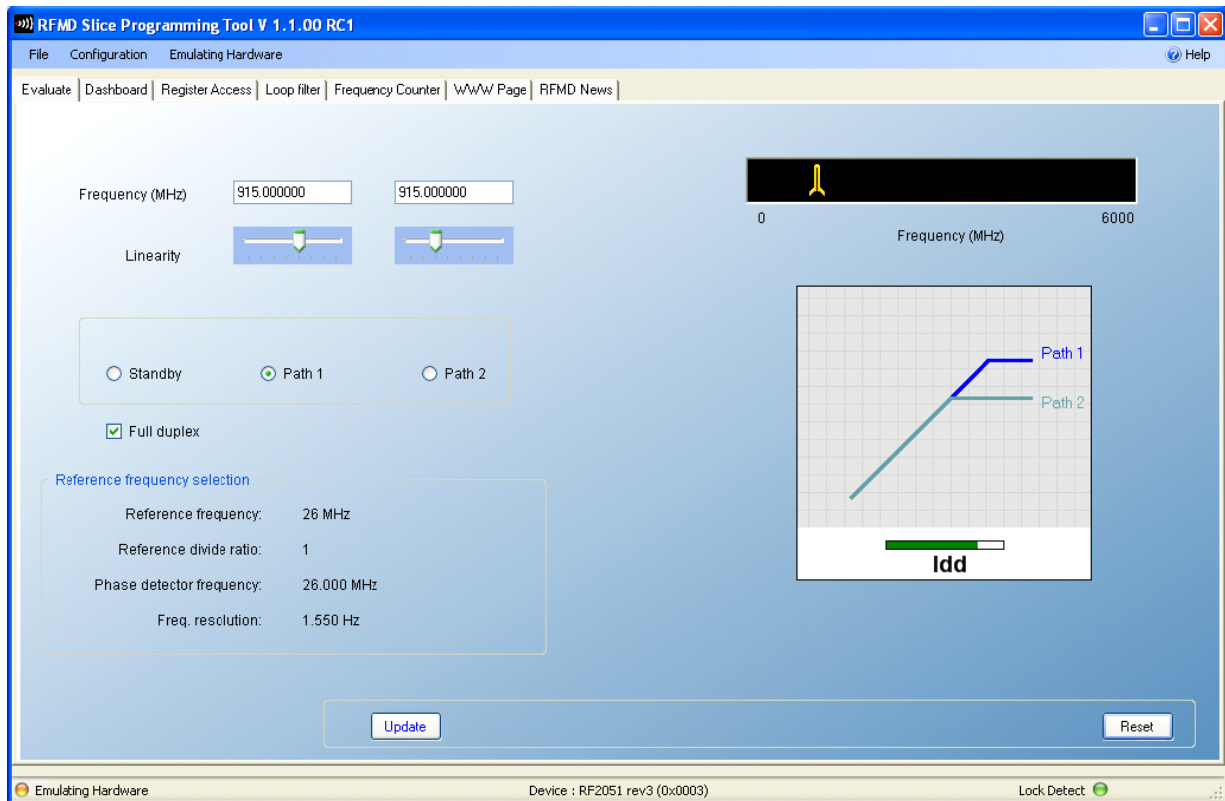 RFMD Slice Programming Tool V 1.1.00 RC1
File Configuration Emulating Hardware Help
Evaluate Dashboard Register Access Loop filter Frequency Counter WWW Page RFMD News
Frequency (MHz) 915.000000 915.000000
Linearity
0 6000
Frequency (MHz)
Standby Path 1 Path 2
Full duplex
Path 1
Path 2
Idd
Reference frequency selection
Reference frequency: 26 MHz
Reference divide ratio: 1
Phase detector frequency: 26.000 MHz
Freq. resolution: 1.550 Hz
Update Reset
Emulating Hardware Device : RF2051 rev3 (0x0003) Lock Detect